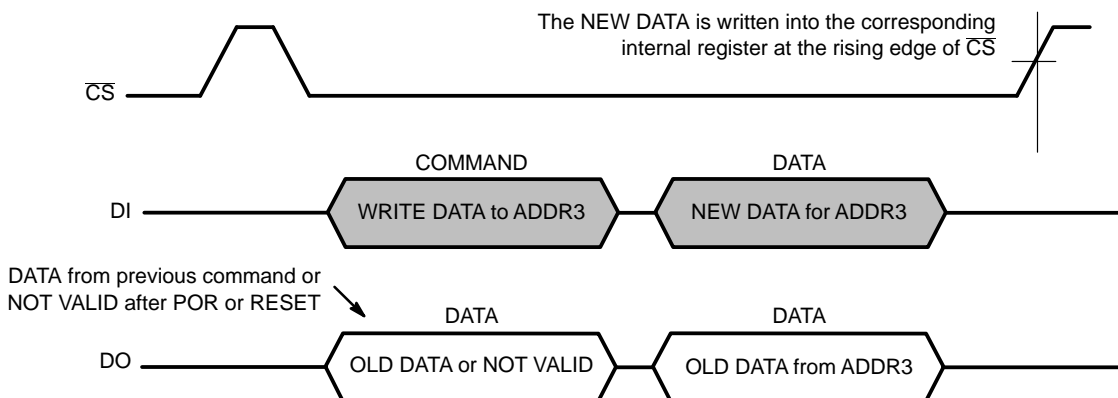 The NEW DATA is written into the corresponding
internal register at the rising edge of C̅S̅
C̅S̅
COMMAND
DATA
DI
WRITE DATA to ADDR3
NEW DATA for ADDR3
DATA from previous command or
NOT VALID after POR or RESET
DATA
DATA
DO
OLD DATA or NOT VALID
OLD DATA from ADDR3